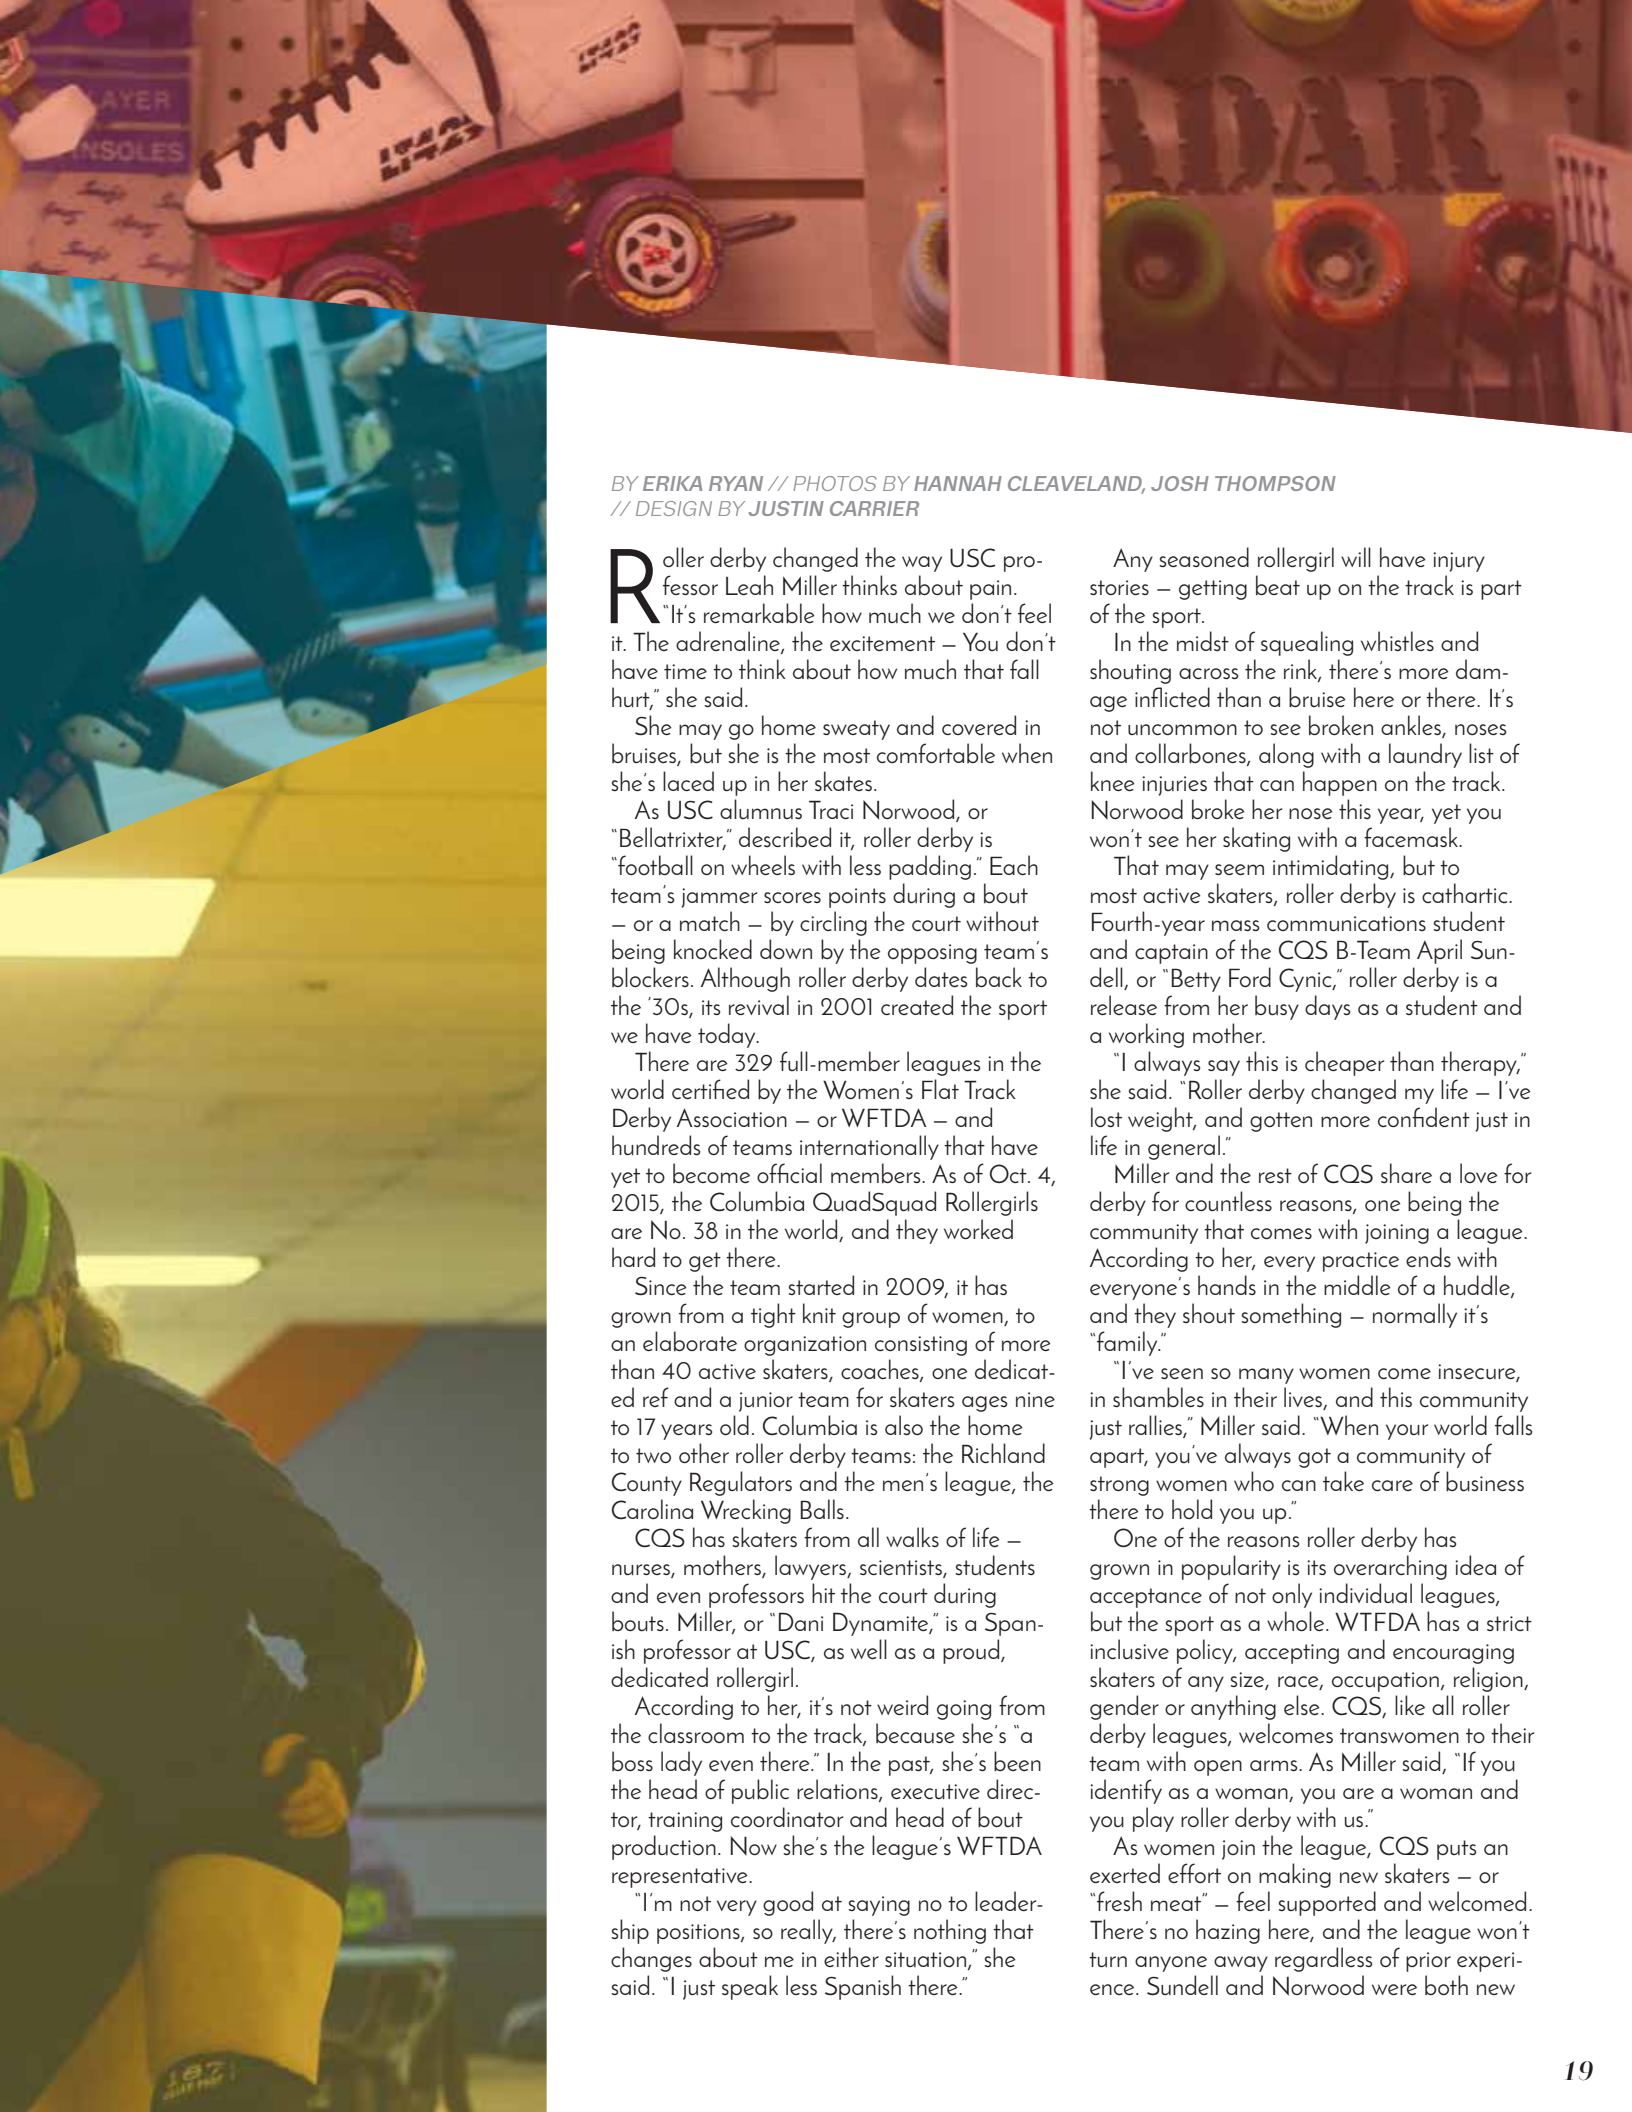 LAYER
INSOLES
ADAR
BY ERIKA RYAN // PHOTOS BY HANNAH CLEAVELAND, JOSH THOMPSON
// DESIGN BY JUSTIN CARRIER
Roller derby changed the way USC pro-
fessor Leah Miller thinks about pain.
"It's remarkable how much we don't feel
it. The adrenaline, the excitement – You don't
have time to think about how much that fall
hurt," she said.
She may go home sweaty and covered in
bruises, but she is the most comfortable when
she's laced up in her skates.
As USC alumnus Traci Norwood, or
"Bellatrixter," described it, roller derby is
"football on wheels with less padding." Each
team's jammer scores points during a bout
– or a match – by circling the court without
being knocked down by the opposing team's
blockers. Although roller derby dates back to
the '30s, its revival in 2001 created the sport
we have today.
There are 329 full-member leagues in the
world certified by the Women's Flat Track
Derby Association – or WFTDA – and
hundreds of teams internationally that have
yet to become official members. As of Oct. 4,
2015, the Columbia QuadSquad Rollergirls
are No. 38 in the world, and they worked
hard to get there.
Since the team started in 2009, it has
grown from a tight knit group of women, to
an elaborate organization consisting of more
than 40 active skaters, coaches, one dedicat-
ed ref and a junior team for skaters ages nine
to 17 years old. Columbia is also the home
to two other roller derby teams: the Richland
County Regulators and the men's league, the
Carolina Wrecking Balls.
CQS has skaters from all walks of life –
nurses, mothers, lawyers, scientists, students
and even professors hit the court during
bouts. Miller, or "Dani Dynamite," is a Span-
ish professor at USC, as well as a proud,
dedicated rollergirl.
According to her, it's not weird going from
the classroom to the track, because she's "a
boss lady even there." In the past, she's been
the head of public relations, executive direc-
tor, training coordinator and head of bout
production. Now she's the league's WFTDA
representative.
"I'm not very good at saying no to leader-
ship positions, so really, there's nothing that
changes about me in either situation," she
said. "I just speak less Spanish there."
Any seasoned rollergirl will have injury
stories – getting beat up on the track is part
of the sport.
In the midst of squealing whistles and
shouting across the rink, there's more dam-
age inflicted than a bruise here or there. It's
not uncommon to see broken ankles, noses
and collarbones, along with a laundry list of
knee injuries that can happen on the track.
Norwood broke her nose this year, yet you
won't see her skating with a facemask.
That may seem intimidating, but to
most active skaters, roller derby is cathartic.
Fourth-year mass communications student
and captain of the CQS B-Team April Sun-
dell, or "Betty Ford Cynic," roller derby is a
release from her busy days as a student and
a working mother.
"I always say this is cheaper than therapy,"
she said. "Roller derby changed my life – I've
lost weight, and gotten more confident just in
life in general."
Miller and the rest of CQS share a love for
derby for countless reasons, one being the
community that comes with joining a league.
According to her, every practice ends with
everyone's hands in the middle of a huddle,
and they shout something – normally it's
"family."
"I've seen so many women come insecure,
in shambles in their lives, and this community
just rallies," Miller said. "When your world falls
apart, you've always got a community of
strong women who can take care of business
there to hold you up."
One of the reasons roller derby has
grown in popularity is its overarching idea of
acceptance of not only individual leagues,
but the sport as a whole. WTFDA has a strict
inclusive policy, accepting and encouraging
skaters of any size, race, occupation, religion,
gender or anything else. CQS, like all roller
derby leagues, welcomes transwomen to their
team with open arms. As Miller said, "If you
identify as a woman, you are a woman and
you play roller derby with us."
As women join the league, CQS puts an
exerted effort on making new skaters – or
"fresh meat" – feel supported and welcomed.
There's no hazing here, and the league won't
turn anyone away regardless of prior experi-
ence. Sundell and Norwood were both new
187
19